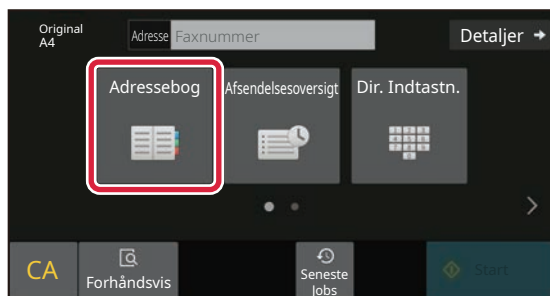 Original
A4
Adresse Faxnummer
Detaljer
Adressebog
Afsendelsesoversigt
Dir. Indtastn.
CA
Forhåndsvis
Seneste
Jobs
Start